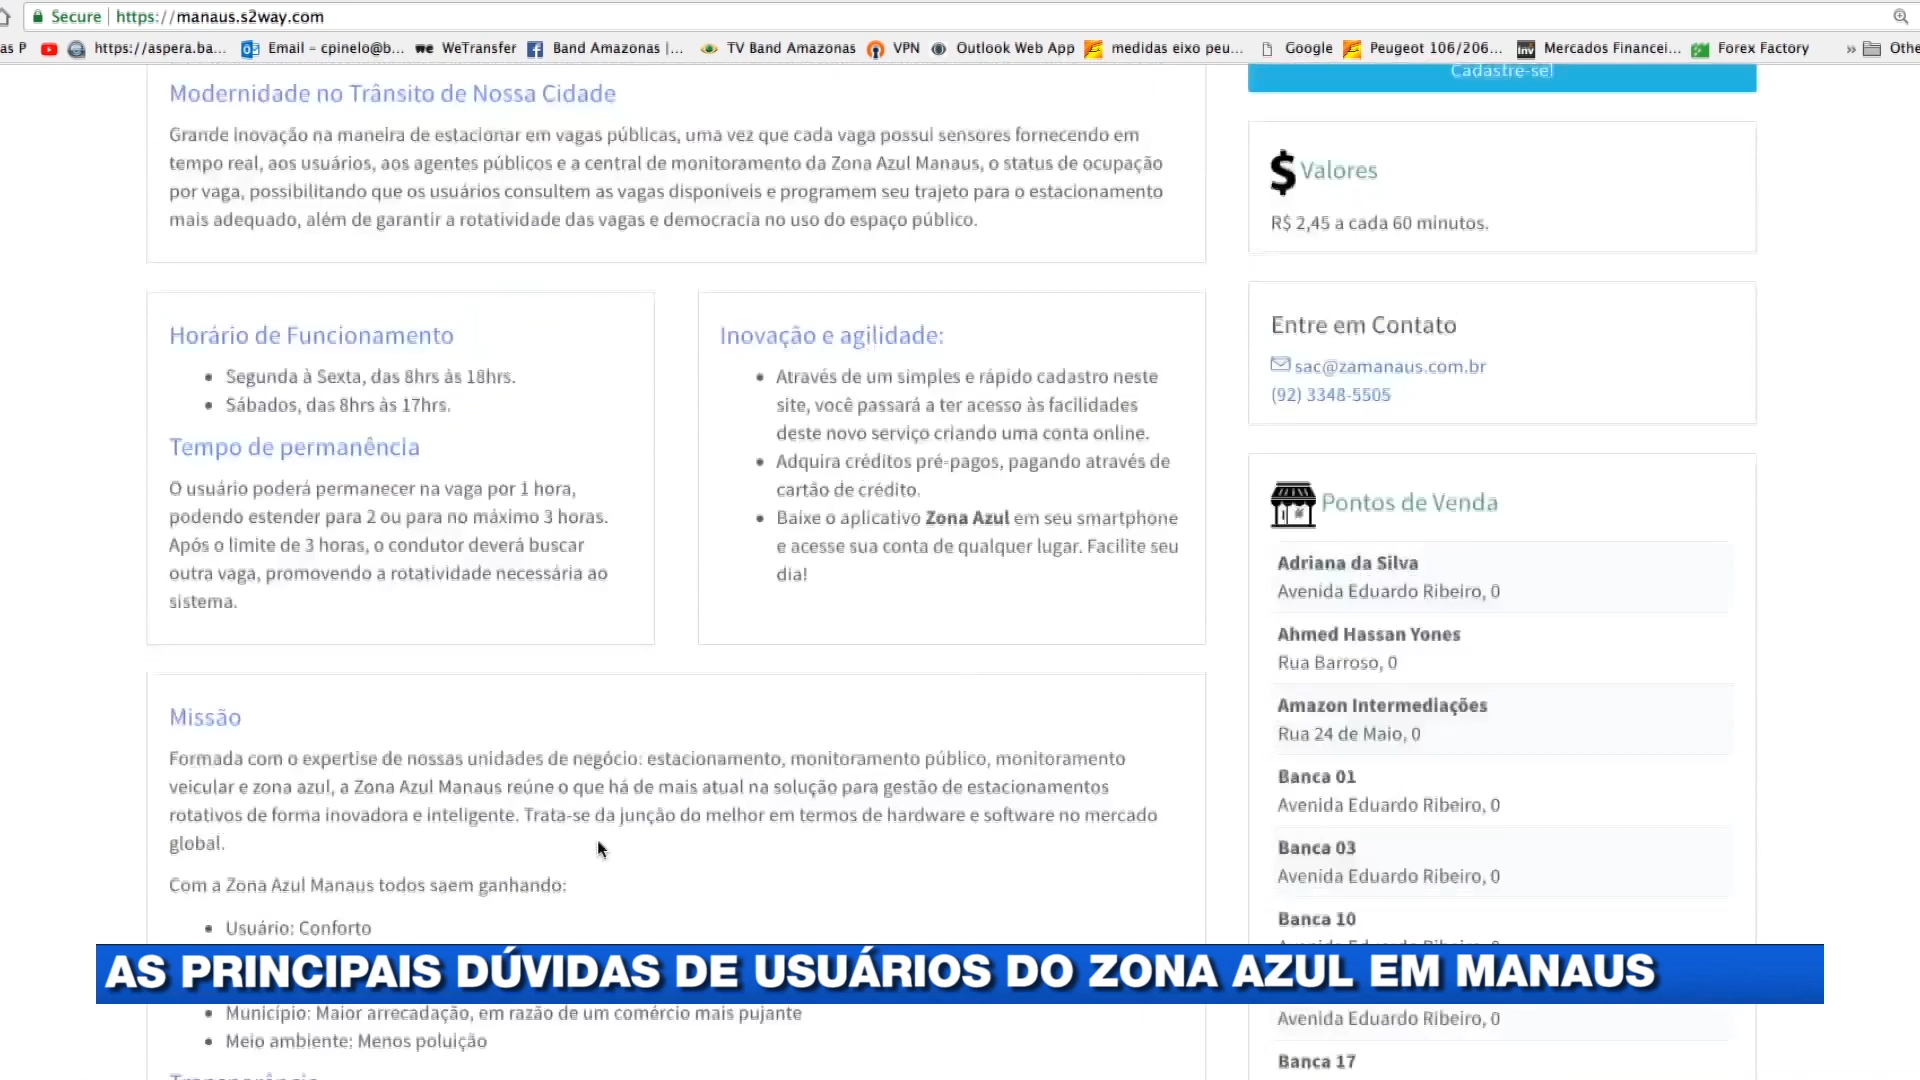 Secure https://manaus.s2way.com
as P https://aspera.ba... Email – cpinelo@b... WeTransfer Band Amazonas |... TV Band Amazonas VPN Outlook Web App medidas eixo peu... Google Peugeot 106/206... Mercados Financei... Forex Factory » Othe
Cadastre-se!
Modernidade no Trânsito de Nossa Cidade
Grande inovação na maneira de estacionar em vagas públicas, uma vez que cada vaga possui sensores fornecendo em
tempo real, aos usuários, aos agentes públicos e a central de monitoramento da Zona Azul Manaus, o status de ocupação
por vaga, possibilitando que os usuários consultem as vagas disponíveis e programem seu trajeto para o estacionamento
mais adequado, além de garantir a rotatividade das vagas e democracia no uso do espaço público.
Horário de Funcionamento
Segunda à Sexta, das 8hrs às 18hrs.
Sábados, das 8hrs às 17hrs.
Tempo de permanência
O usuário poderá permanecer na vaga por 1 hora,
podendo estender para 2 ou para no máximo 3 horas.
Após o limite de 3 horas, o condutor deverá buscar
outra vaga, promovendo a rotatividade necessária ao
sistema.
Inovação e agilidade:
Através de um simples e rápido cadastro neste
site, você passará a ter acesso às facilidades
deste novo serviço criando uma conta online.
Adquira créditos pré-pagos, pagando através de
cartão de crédito.
Baixe o aplicativo Zona Azul em seu smartphone
e acesse sua conta de qualquer lugar. Facilite seu
dia!
Missão
Formada com o expertise de nossas unidades de negócio: estacionamento, monitoramento público, monitoramento
veicular e zona azul, a Zona Azul Manaus reúne o que há de mais atual na solução para gestão de estacionamentos
rotativos de forma inovadora e inteligente. Trata-se da junção do melhor em termos de hardware e software no mercado
global.
Com a Zona Azul Manaus todos saem ganhando:
Usuário: Conforto
Município: Maior arrecadação, em razão de um comércio mais pujante
Meio ambiente: Menos poluição
$ Valores
R$ 2,45 a cada 60 minutos.
Entre em Contato
sac@zamanaus.com.br
(92) 3348-5505
Pontos de Venda
Adriana da Silva
Avenida Eduardo Ribeiro, 0
Ahmed Hassan Yones
Rua Barroso, 0
Amazon Intermediações
Rua 24 de Maio, 0
Banca 01
Avenida Eduardo Ribeiro, 0
Banca 03
Avenida Eduardo Ribeiro, 0
Banca 10
Avenida Eduardo Ribeiro, 0
Banca 17
AS PRINCIPAIS DÚVIDAS DE USUÁRIOS DO ZONA AZUL EM MANAUS